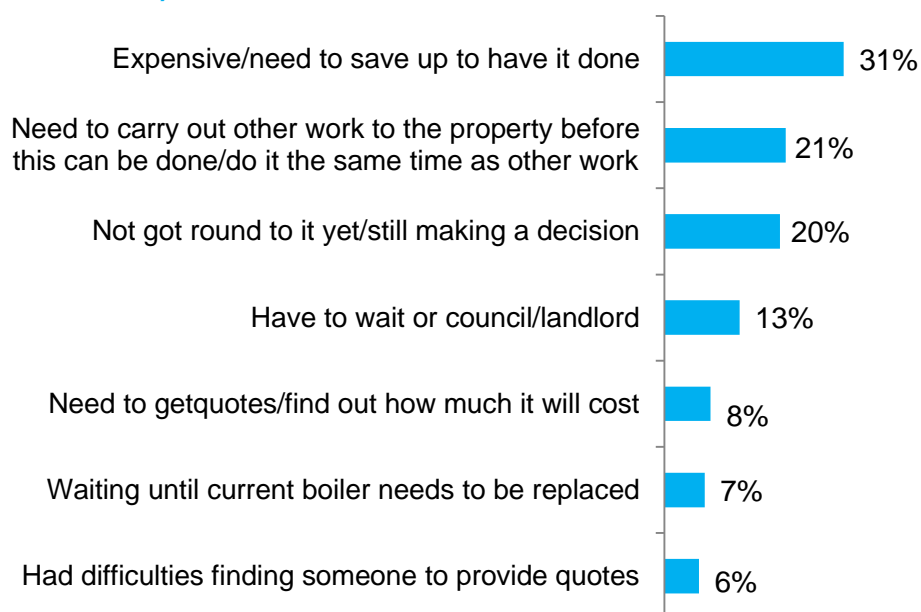 Expensive/need to save up to have it done
31%
Need to carry out other work to the property before
this can be done/do it the same time as other work
21%
Not got round to it yet/still making a decision
20%
Have to wait or council/landlord
13%
Need to getquotes/find out how much it will cost
8%
Waiting until current boiler needs to be replaced
7%
Had difficulties finding someone to provide quotes
6%